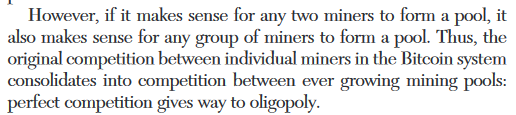 However, if it makes sense for any two miners to form a pool, it
also makes sense for any group of miners to form a pool. Thus, the
original competition between individual miners in the Bitcoin system
consolidates into competition between ever growing mining pools:
perfect competition gives way to oligopoly.